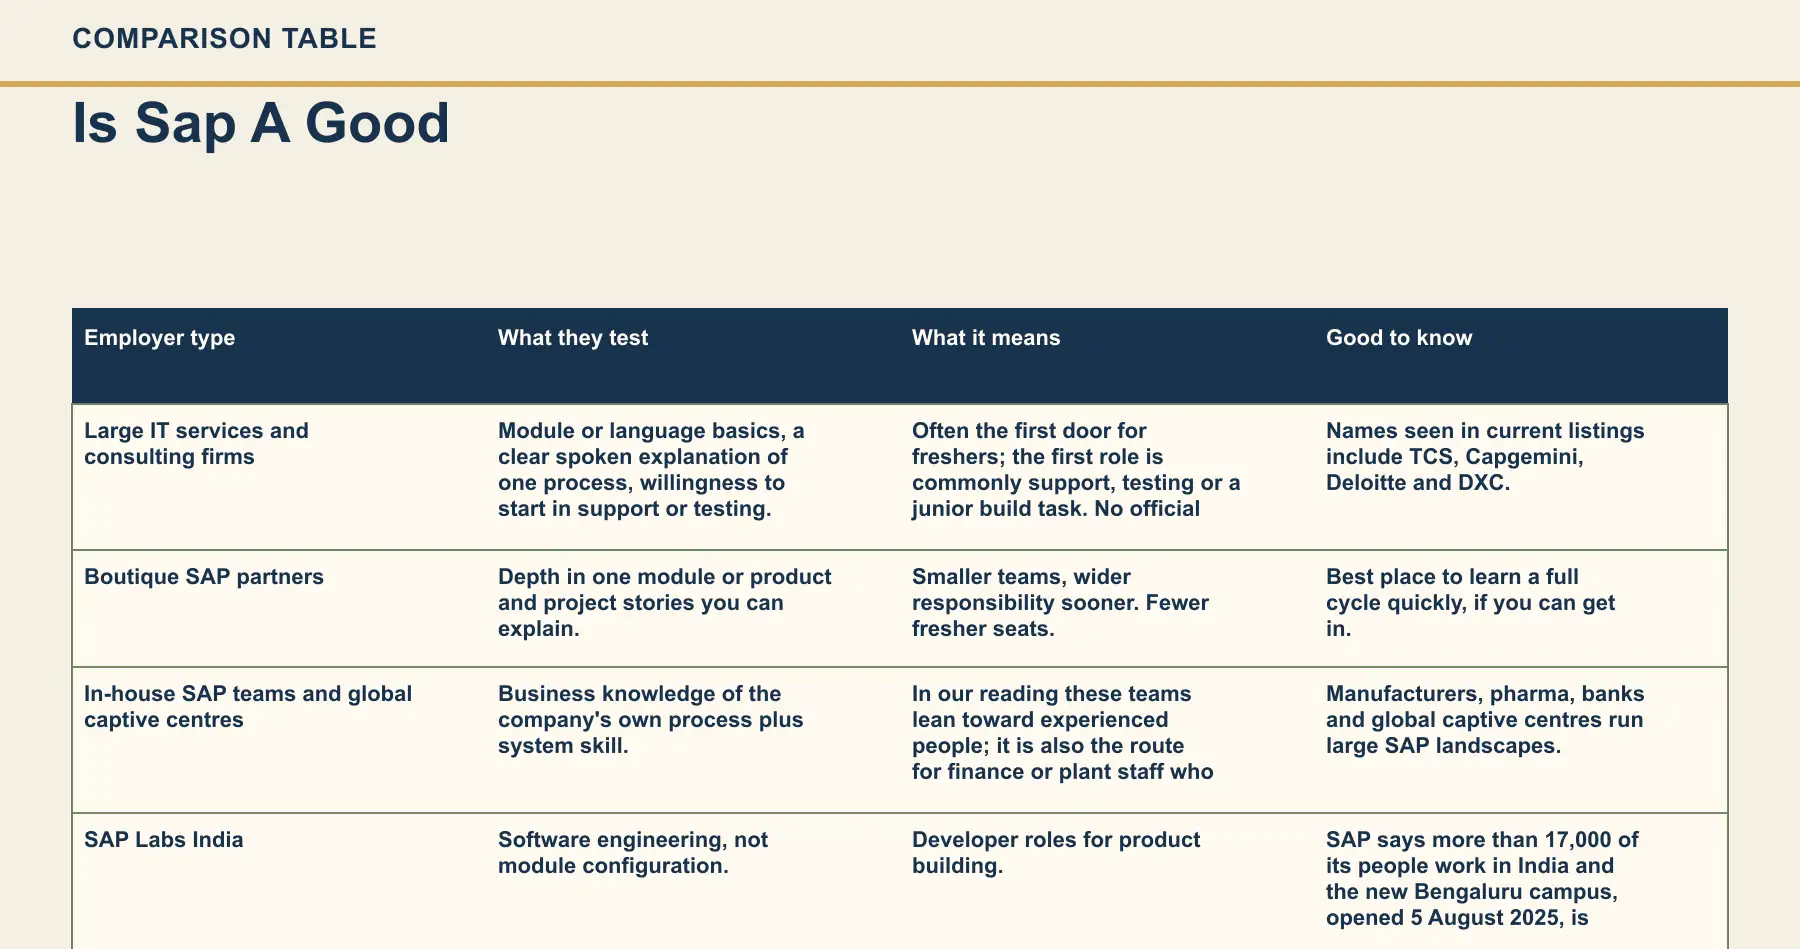 COMPARISON TABLE
Is Sap A Good
Employer type
What they test
What it means
Good to know
Large IT services and
consulting firms
Module or language basics, a
clear spoken explanation of
one process, willingness to
start in support or testing.
Often the first door for
freshers; the first role is
commonly support, testing or a
junior build task. No official
Names seen in current listings
include TCS, Capgemini,
Deloitte and DXC.
Boutique SAP partners
Depth in one module or product
and project stories you can
explain.
Smaller teams, wider
responsibility sooner. Fewer
fresher seats.
Best place to learn a full
cycle quickly, if you can get
in.
In-house SAP teams and global
captive centres
Business knowledge of the
company's own process plus
system skill.
In our reading these teams
lean toward experienced
people; it is also the route
for finance or plant staff who
Manufacturers, pharma, banks
and global captive centres run
large SAP landscapes.
SAP Labs India
Software engineering, not
module configuration.
Developer roles for product
building.
SAP says more than 17,000 of
its people work in India and
the new Bengaluru campus,
opened 5 August 2025, is